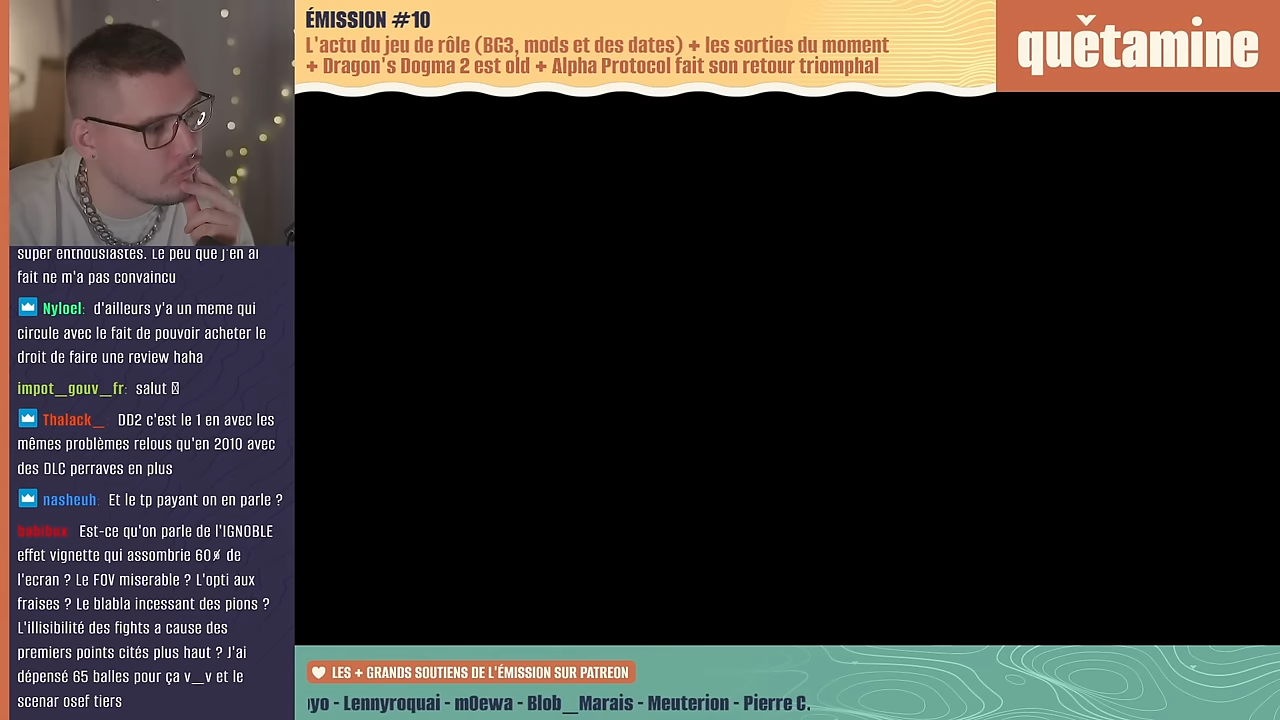 ÉMISSION #10
L'actu du jeu de rôle (BG3, mods et des dates) + les sorties du moment
+ Dragon's Dogma 2 est old + Alpha Protocol fait son retour triomphal
quětamine
super enthousiastes. Le peu que j'en ai
fait ne m'a pas convaincu
Nyloel: d'ailleurs y'a un meme qui
circule avec le fait de pouvoir acheter le
droit de faire une review haha
impot_gouv_fr: salut
Thalack_: DD2 c'est le 1 en avec les
mêmes problèmes relous qu'en 2010 avec
des DLC perraves en plus
nasheuh: Et le tp payant on en parle ?
Est-ce qu'on parle de l'IGNOBLE
effet vignette qui assombrie 60% de
l'ecran ? Le FOV miserable ? L'opti aux
fraises ? Le blabla incessant des pions ?
L'illisibilité des fights a cause des
premiers points cités plus haut ? J'ai
dépensé 65 balles pour ça v_v et le
scenar osef tiers
LES + GRANDS SOUTIENS DE L'ÉMISSION SUR PATREON
yo - Lennyroquai - m0ewa - Blob_Marais - Meuterion - Pierre C.